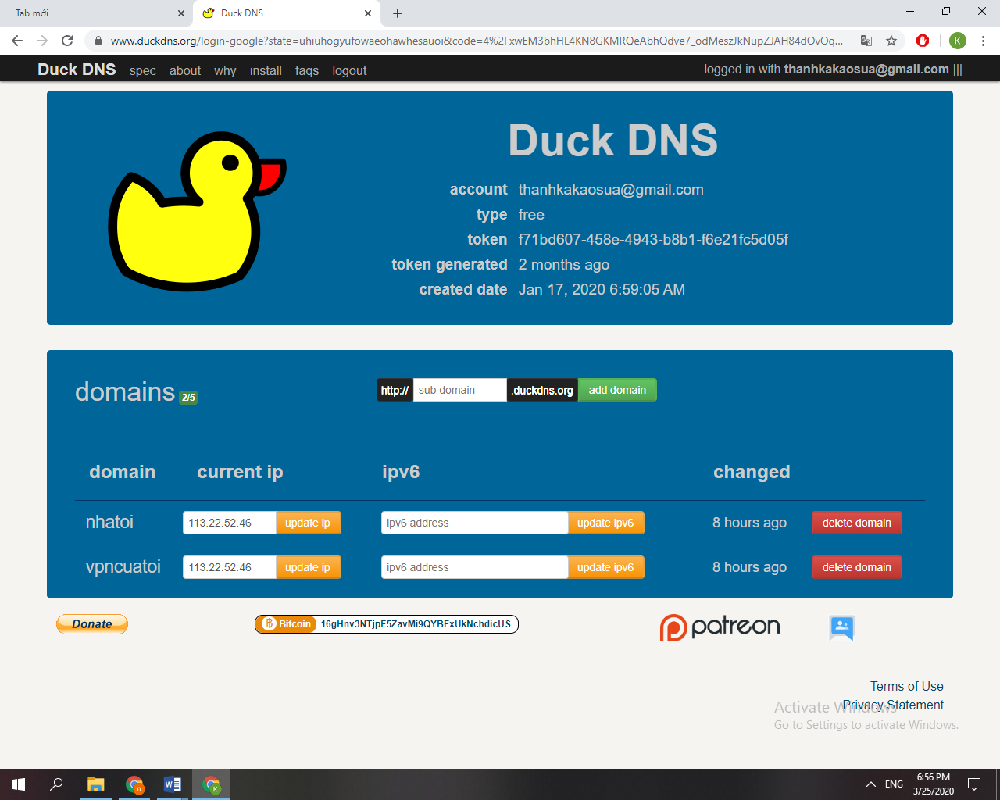 Tab mới
Duck DNS
www.duckdns.org/login-google?state=uhiuhogyufowaeohawhesauoi&code=4%2FxwEM3bhHL4KN8GKMRQeAbhQdve7_odMeszJkNupZJAH84dOvOq...
K
Duck DNS spec about why install faqs logout
logged in with thanhkakaosua@gmail.com |||
Duck DNS
account thanhkakaosua@gmail.com
type free
token f71bd607-458e-4943-b8b1-f6e21fc5d05f
token generated 2 months ago
created date Jan 17, 2020 6:59:05 AM
domains 2/5
http:// sub domain .duckdns.org add domain
domain current ip ipv6 changed
nhatoi 113.22.52.46 update ip ipv6 address update ipv6 8 hours ago delete domain
vpncuatoi 113.22.52.46 update ip ipv6 address update ipv6 8 hours ago delete domain
Donate
Bitcoin 16gHnv3NTjpF5ZavMi9QYBFxUkNchdicUS
patreon
Terms of Use
Privacy Statement
Activate Windows
Go to Settings to activate Windows.
n
K
ENG
6:56 PM
3/25/2020